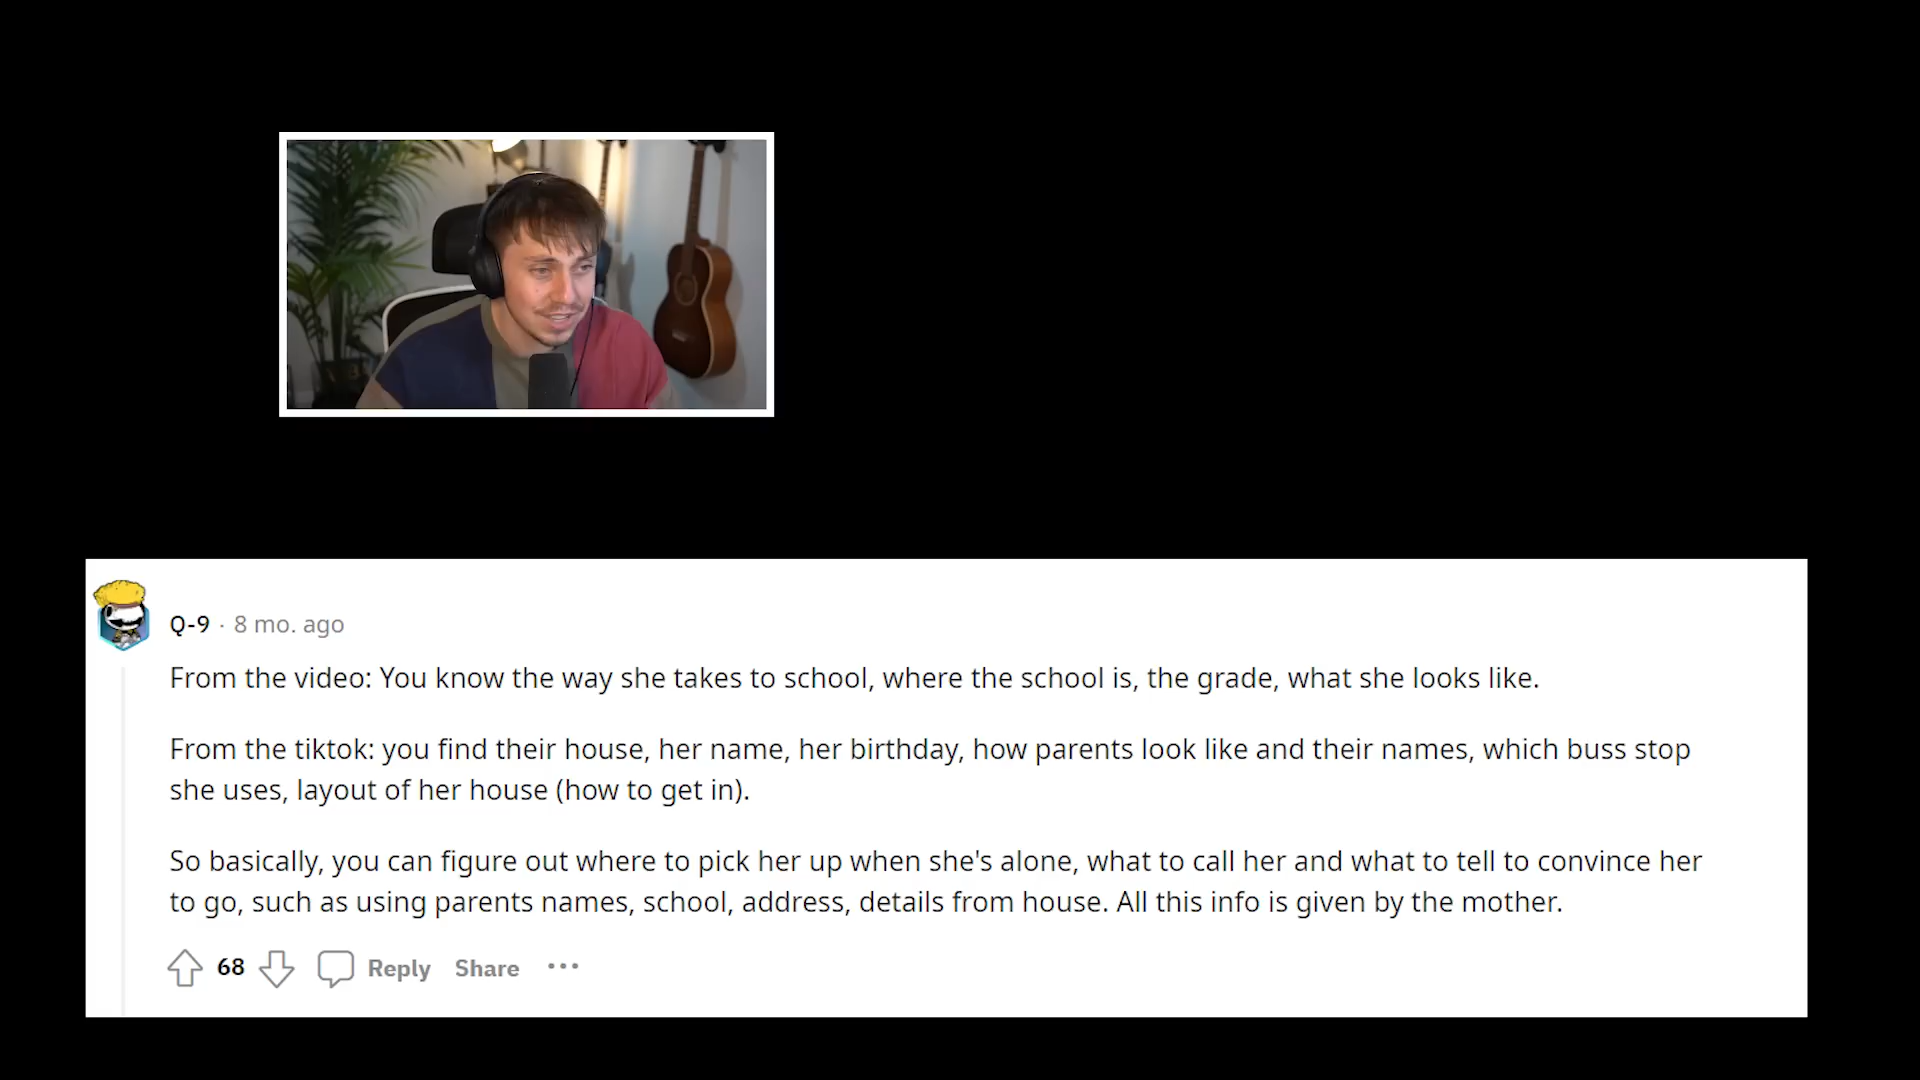 Q-9 · 8 mo. ago
From the video: You know the way she takes to school, where the school is, the grade, what she looks like.
From the tiktok: you find their house, her name, her birthday, how parents look like and their names, which buss stop
she uses, layout of her house (how to get in).
So basically, you can figure out where to pick her up when she's alone, what to call her and what to tell to convince her
to go, such as using parents names, school, address, details from house. All this info is given by the mother.
68 Reply Share ···